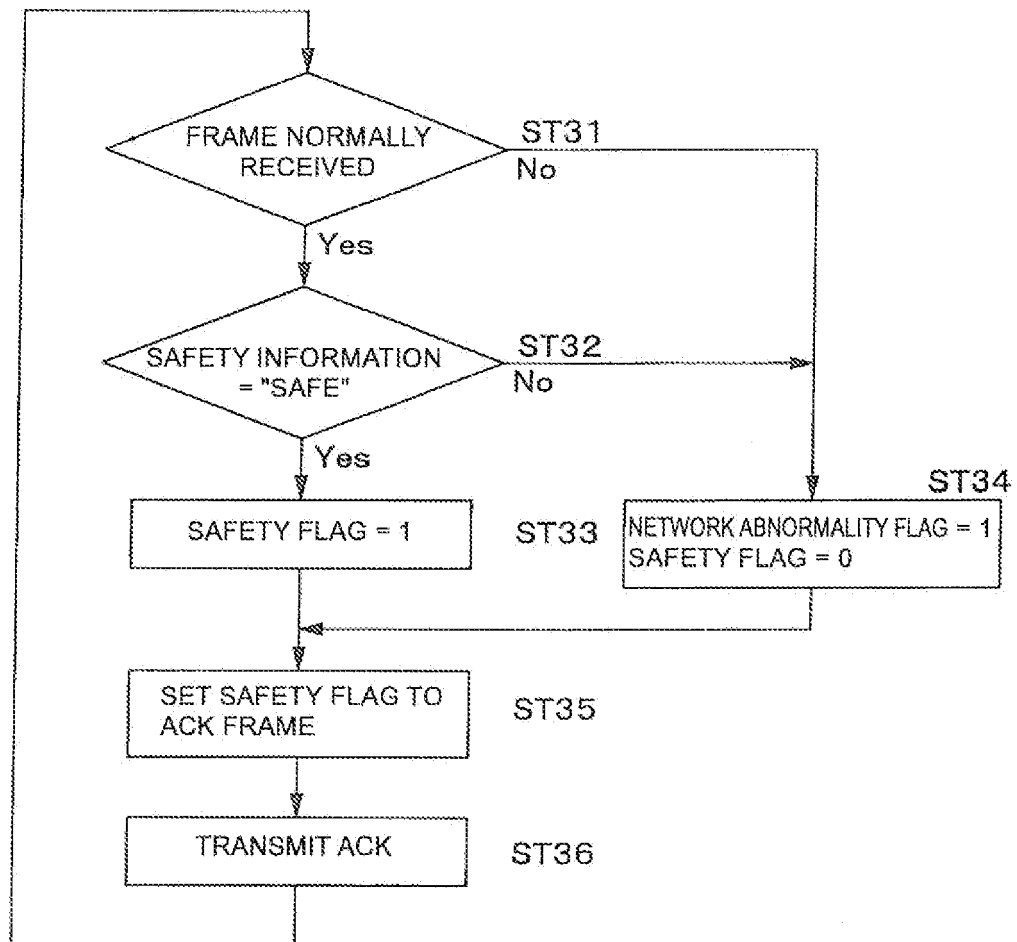 FRAME NORMALLY
RECEIVED
ST31
No
Yes
SAFETY INFORMATION
= "SAFE"
ST32
No
Yes
SAFETY FLAG = 1
ST33
ST34
NETWORK ABNORMALITY FLAG = 1
SAFETY FLAG = 0
SET SAFETY FLAG TO
ACK FRAME
ST35
TRANSMIT ACK
ST36